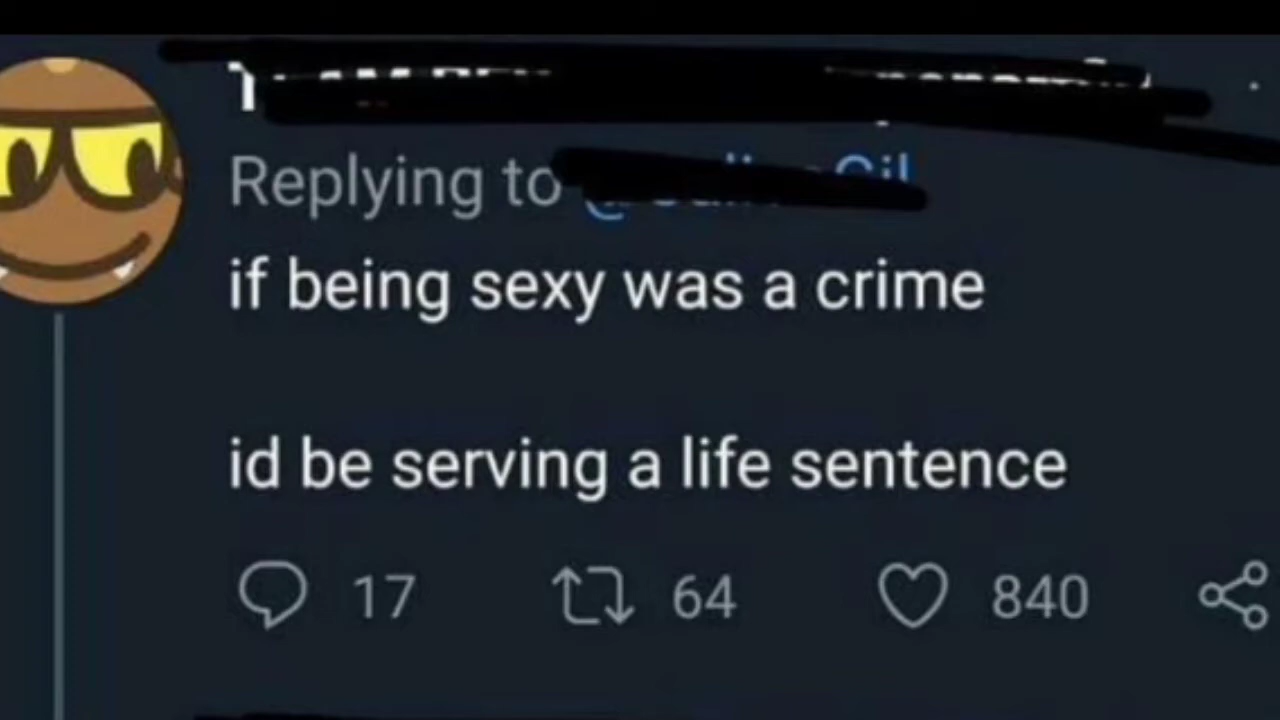 Replying to
if being sexy was a crime
id be serving a life sentence
17 64 840